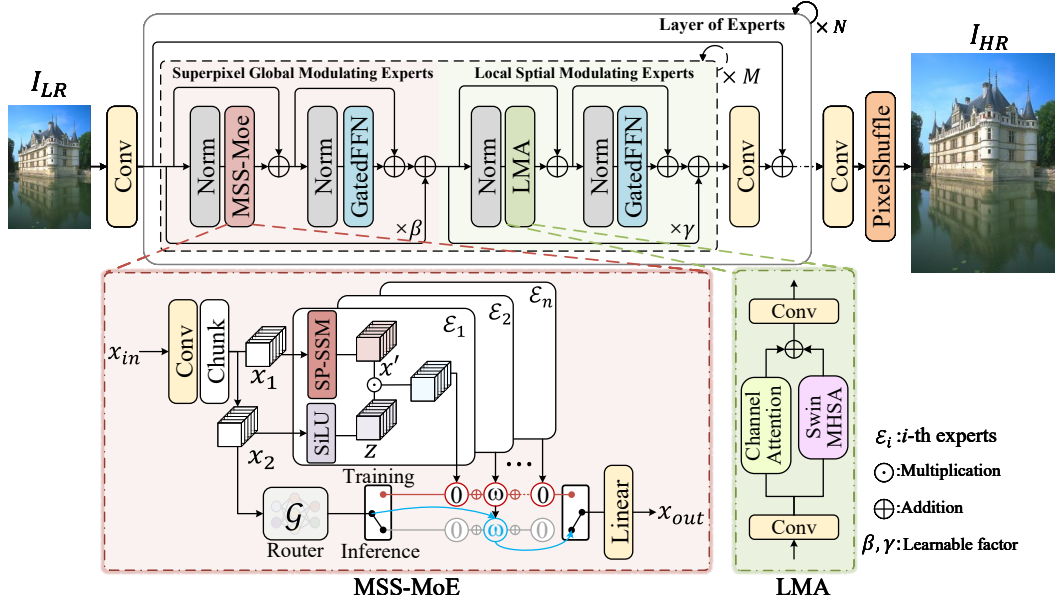 Layer of Experts
× N
I_LR
I_HR
Superpixel Global Modulating Experts
Local Sptial Modulating Experts
× M
Conv
Norm
MSS-Moe
Norm
GatedFFN
×β
Norm
LMA
Norm
GatedFFN
×γ
Conv
Conv
PixelShuffle
x_in
Conv
Chunk
x_1
x_2
SP-SSM
SiLU
x'
z
ℰ_1
ℰ_2
ℰ_n
...
𝒢
Router
Training
Inference
0
ω
0
0
ω
0
Linear
x_out
MSS-MoE
Conv
Channel
Attention
Swin
MHSA
Conv
LMA
ℰ_i:i-th experts
⊙:Multiplication
⊕:Addition
β, γ:Learnable factor